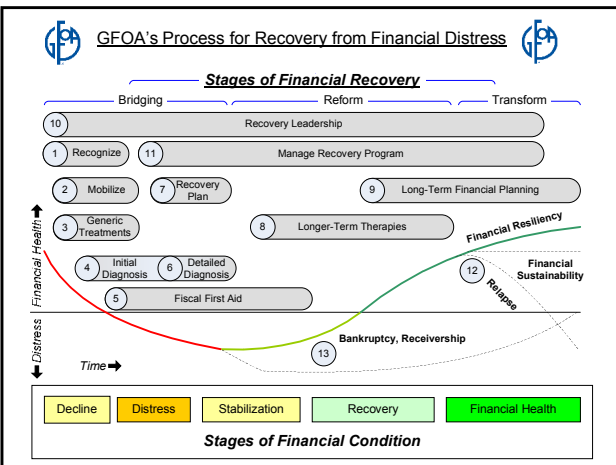 GFOA
GFOA's Process for Recovery from Financial Distress
GFOA
Stages of Financial Recovery
Bridging
Reform
Transform
10 Recovery Leadership
1 Recognize
11 Manage Recovery Program
2 Mobilize
7 Recovery
Plan
9 Long-Term Financial Planning
3 Generic
Treatments
8 Longer-Term Therapies
Financial Resiliency
4 Initial
Diagnosis
6 Detailed
Diagnosis
12
Relapse
Financial
Sustainability
5 Fiscal First Aid
Financial Health
Distress
13
Bankruptcy, Receivership
Time
Decline
Distress
Stabilization
Recovery
Financial Health
Stages of Financial Condition